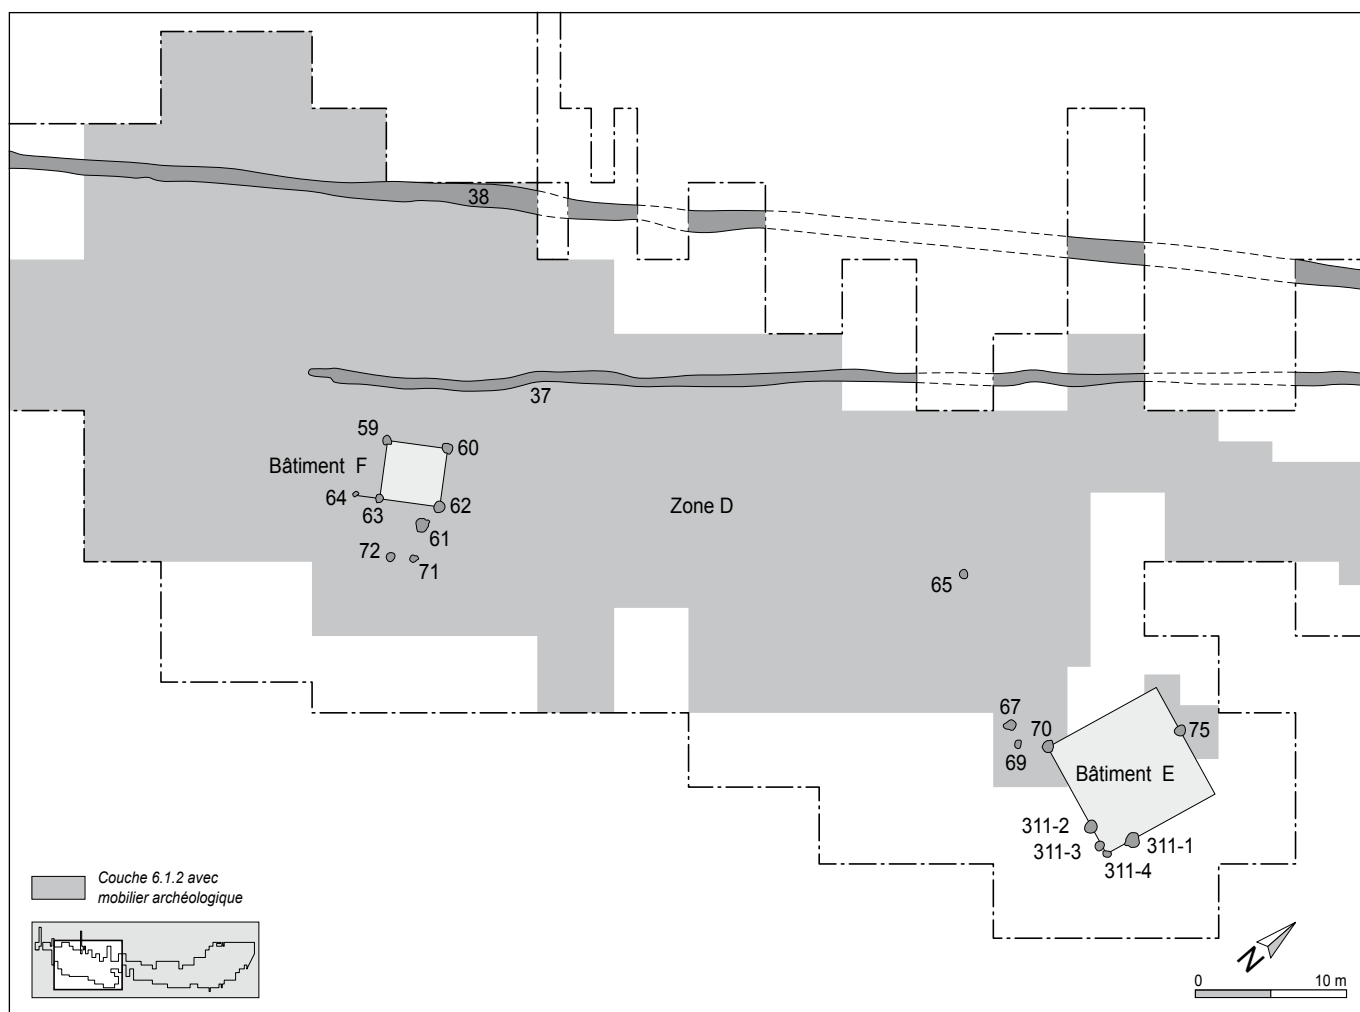 38
37
59
60
Bâtiment F
64
63
62
61
72
71
Zone D
65
67
70
69
75
Bâtiment E
311-2
311-3
311-1
311-4
Couche 6.1.2 avec
mobilier archéologique
N
0 10 m